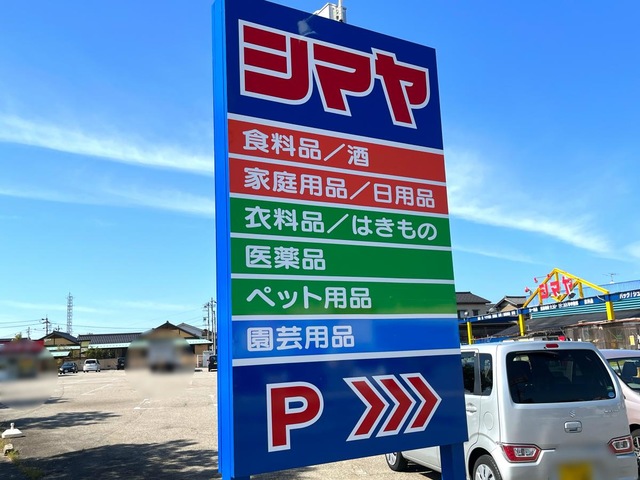 シマヤ
食料品／酒
家庭用品／日用品
衣料品／はきもの
医薬品
ペット用品
園芸用品
P
シマヤ